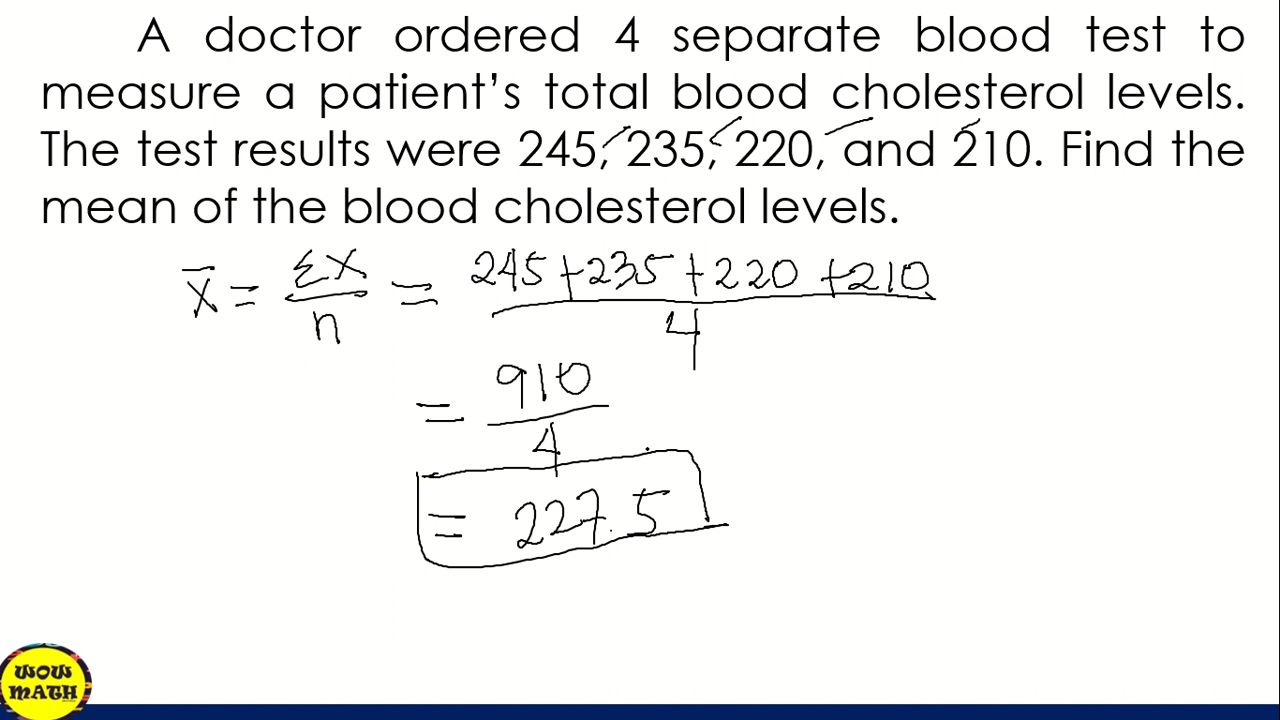 A doctor ordered 4 separate blood test to
measure a patient's total blood cholesterol levels.
The test results were 245, 235, 220, and 210. Find the
mean of the blood cholesterol levels.
x̄ = Σx/n = 245+235+220+210/4
= 910/4
= 227.5
WOW
MATH